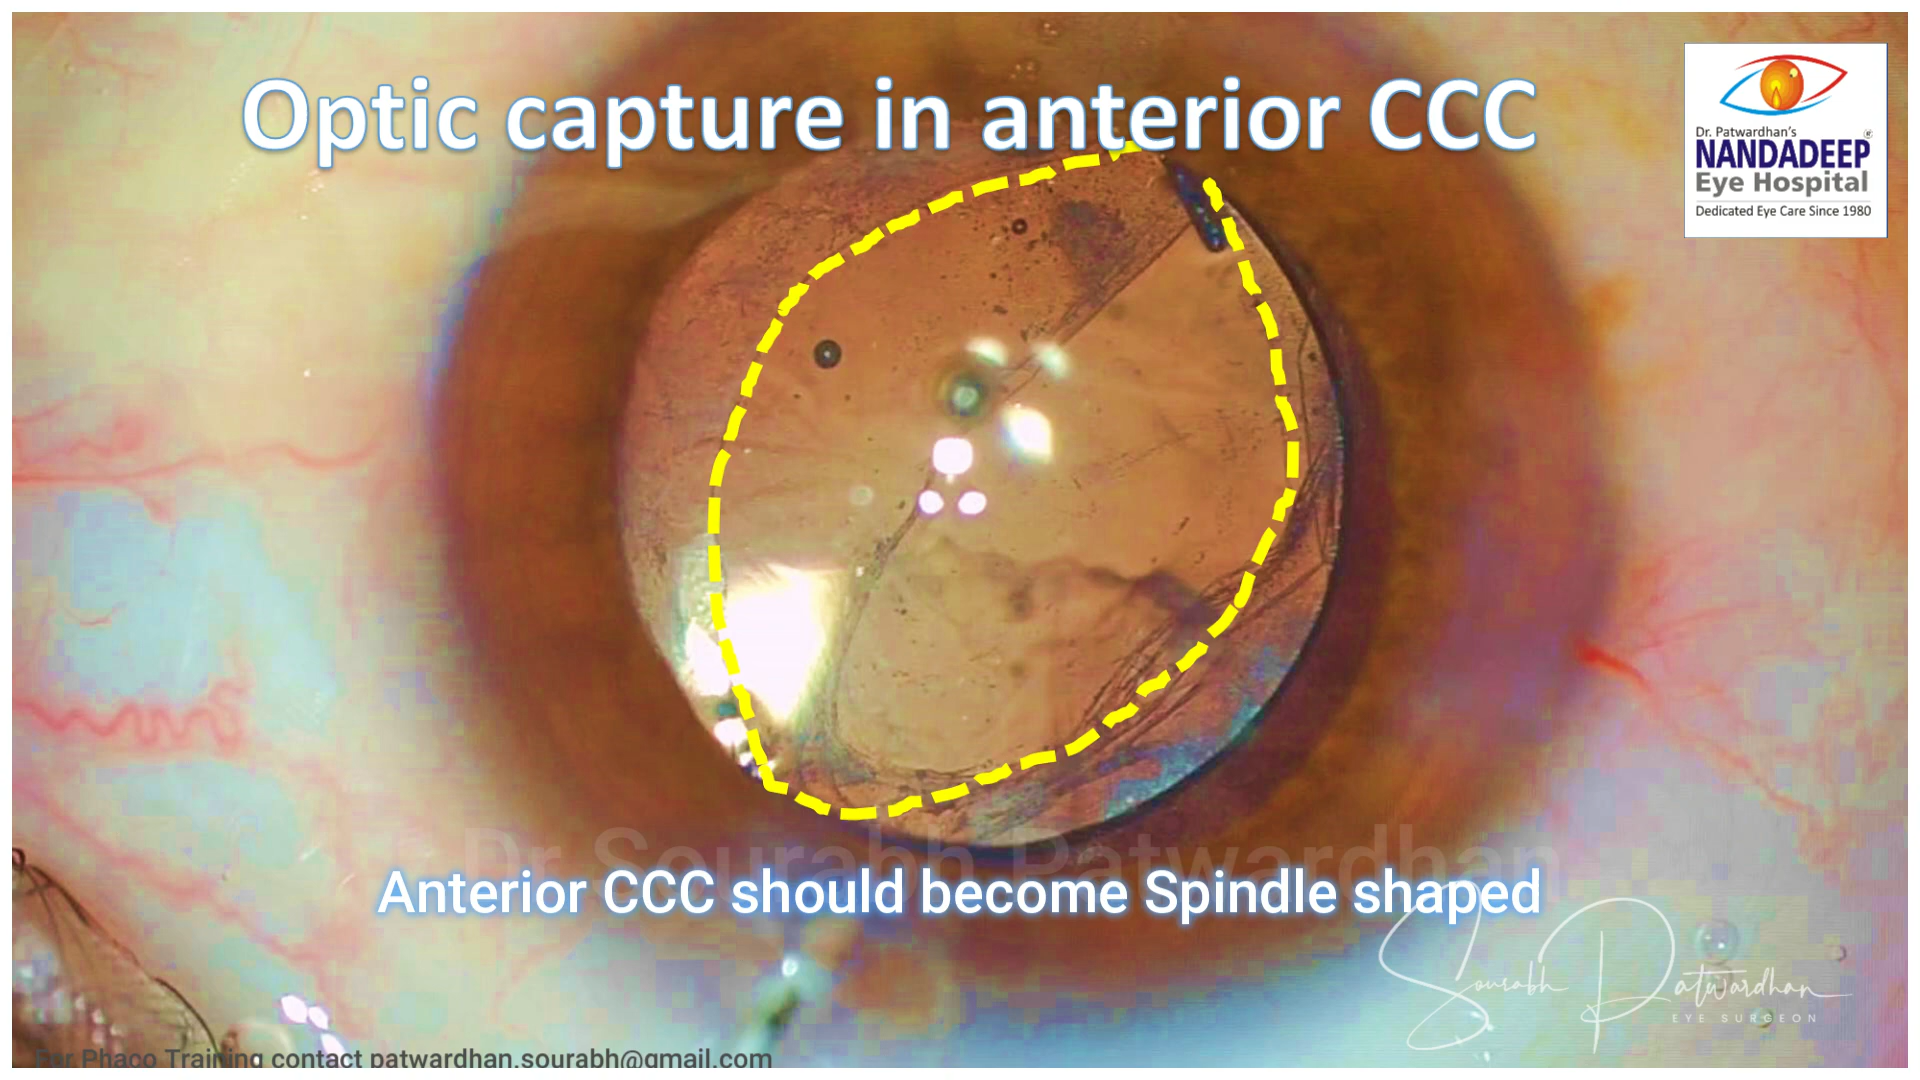 Optic capture in anterior CCC
Dr. Patwardhan's
NANDADEEP®
Eye Hospital
Dedicated Eye Care Since 1980
Dr Sourabh Patwardhan
Anterior CCC should become Spindle shaped
Sourabh Patwardhan
EYE SURGEON
For Phaco Training contact patwardhan.sourabh@gmail.com